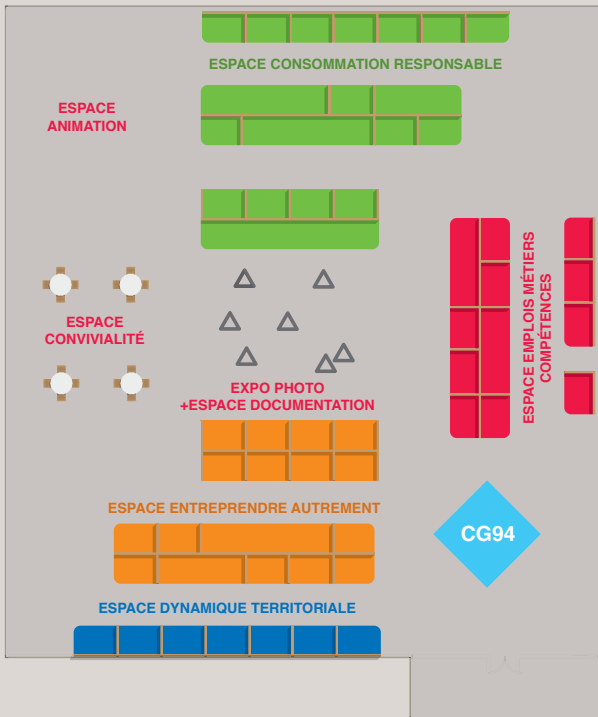 ESPACE CONSOMMATION RESPONSABLE
ESPACE
ANIMATION
ESPACE
CONVIVIALITÉ
ESPACE EMPLOIS MÉTIERS
COMPÉTENCES
EXPO PHOTO
+ESPACE DOCUMENTATION
ESPACE ENTREPRENDRE AUTREMENT
CG94
ESPACE DYNAMIQUE TERRITORIALE